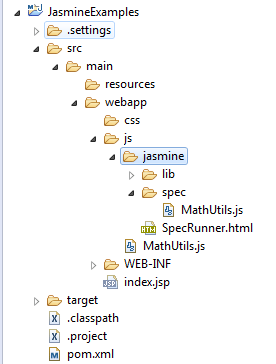 JasmineExamples
.settings
src
main
resources
webapp
css
js
jasmine
lib
spec
MathUtils.js
SpecRunner.html
MathUtils.js
WEB-INF
index.jsp
target
.classpath
.project
pom.xml